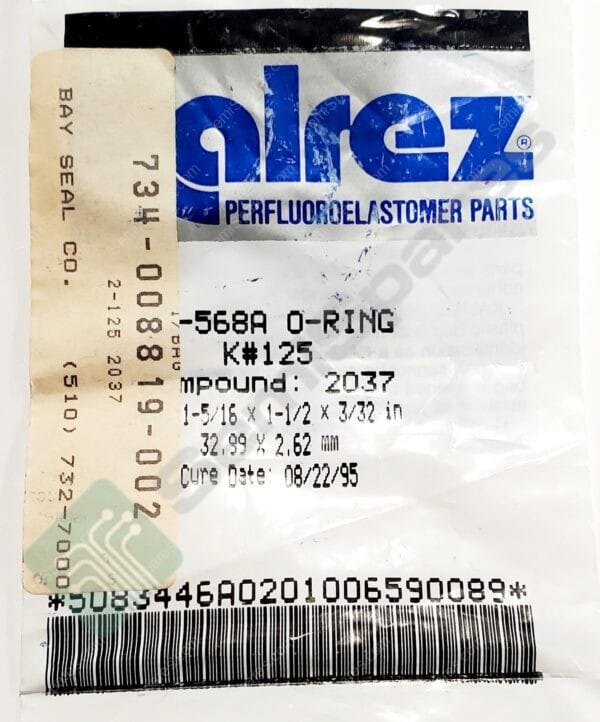 alrez®
PERFLUOROELASTOMER PARTS
-568A O-RING
K#125
mpound: 2037
1-5/16 X 1-1/2 X 3/32 in
32.99 X 2.62 mm
Cure Date: 08/22/95
*5083446A0201006590089*
734-008819-002
2-125 2037
BAY SEAL CO. (510) 732-7000